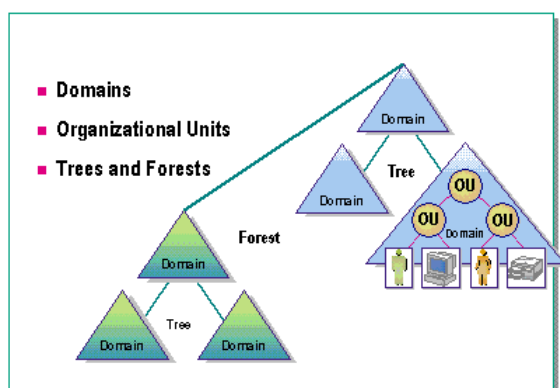 Domains
Organizational Units
Trees and Forests
Domain
Tree
Domain
OU
OU
OU
Domain
Forest
Domain
Tree
Domain
Domain